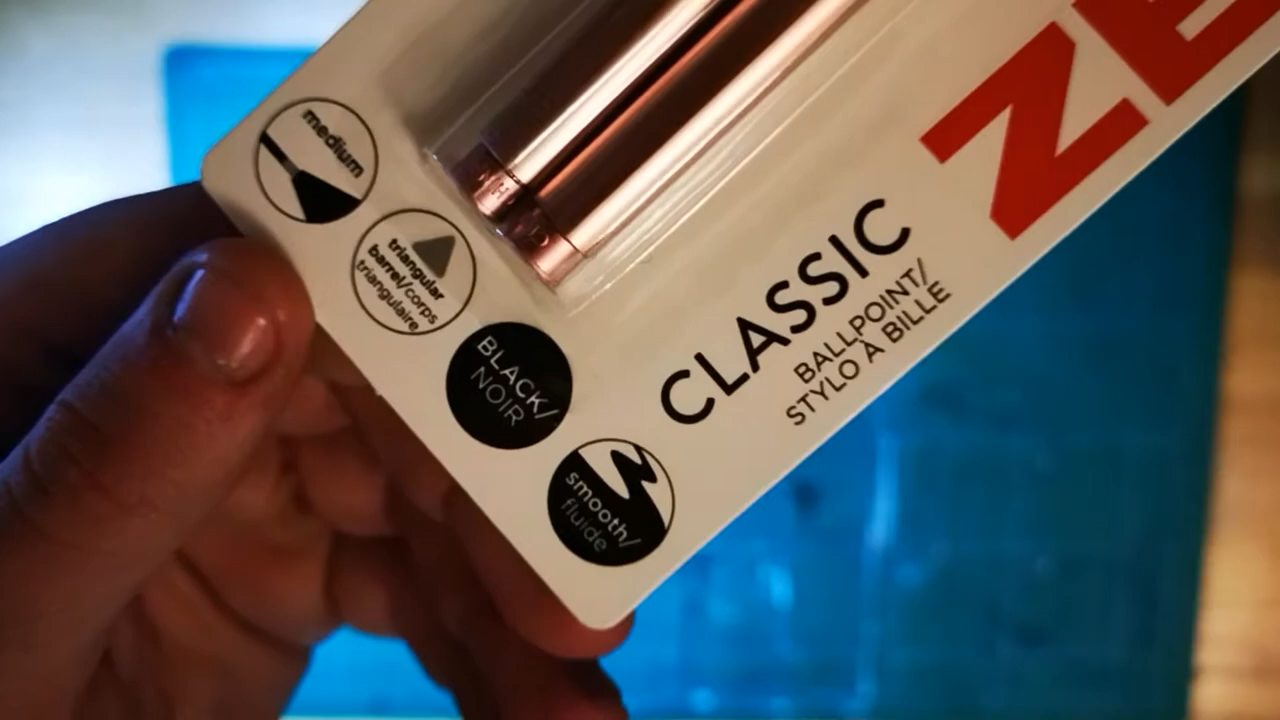 ZE
CLASSIC
BALLPOINT/
STYLO À BILLE
medium
triangular
barrel/corps
triangulaire
BLACK/
NOIR
smooth/
fluide